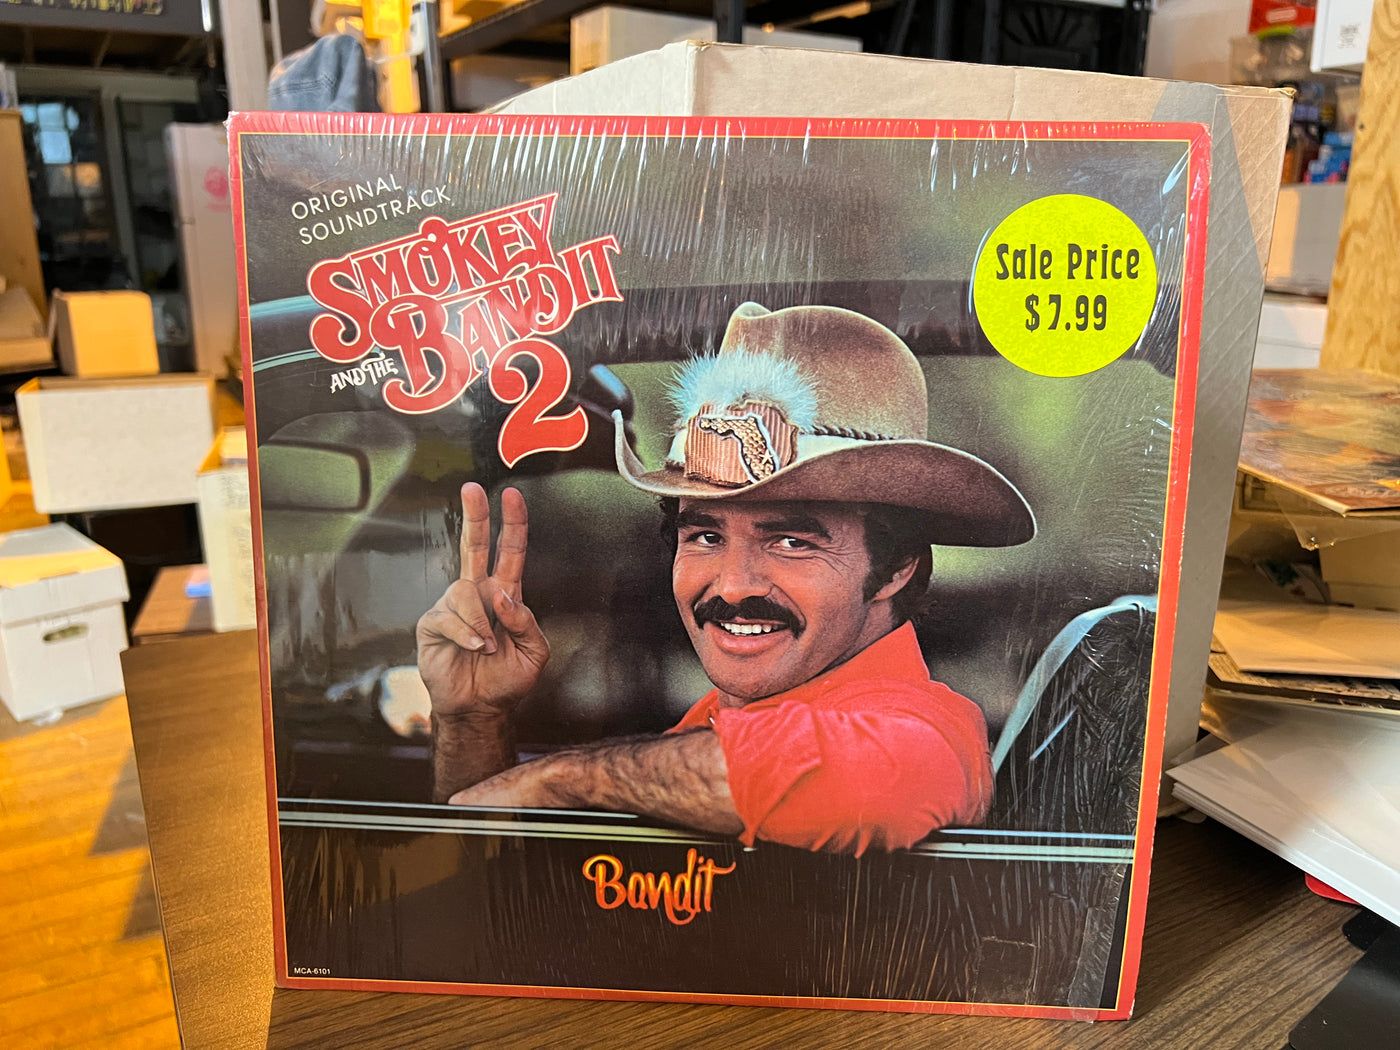 ORIGINAL
SOUNDTRACK
SMOKEY
AND THE BANDIT
2
Sale Price
$7.99
Bandit
MCA-6101